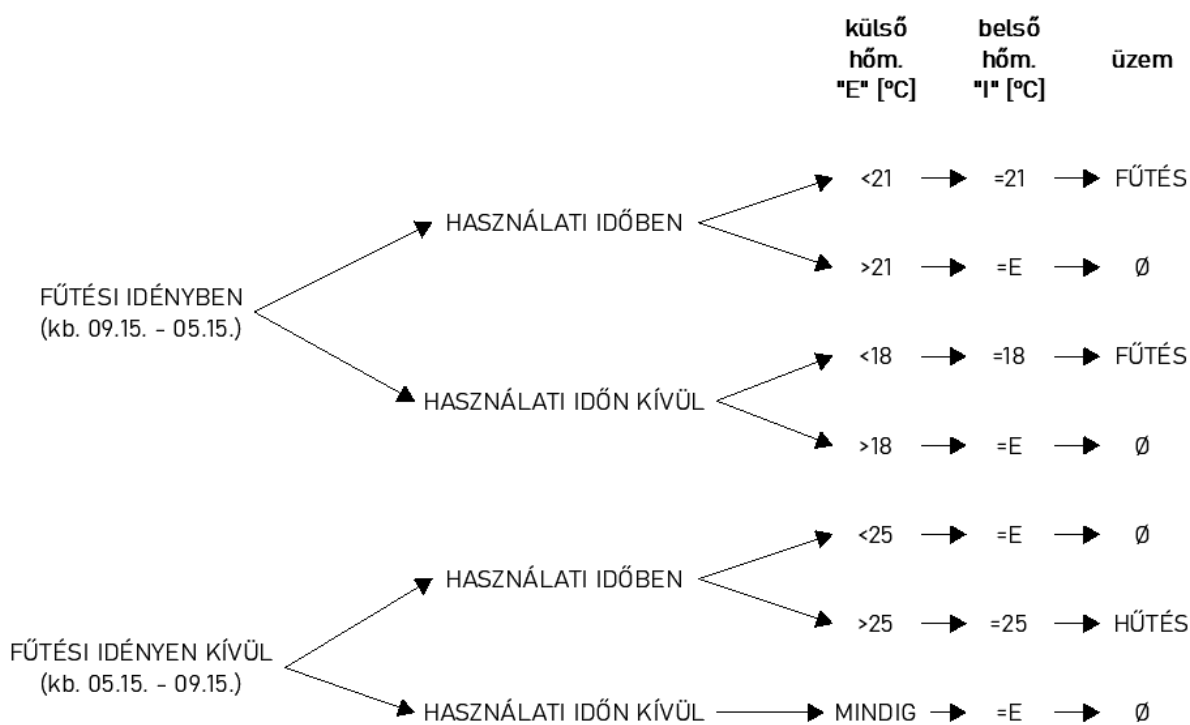 külső hőm. "E" [°C]
belső hőm. "I" [°C]
üzem
<21 =21 FŰTÉS
HASZNÁLATI IDŐBEN
>21 =E Ø
FŰTÉSI IDÉNYBEN
(kb. 09.15. - 05.15.)
<18 =18 FŰTÉS
HASZNÁLATI IDŐN KÍVÜL
>18 =E Ø
<25 =E Ø
HASZNÁLATI IDŐBEN
>25 =25 HŰTÉS
FŰTÉSI IDÉNYEN KÍVÜL
(kb. 05.15. - 09.15.)
HASZNÁLATI IDŐN KÍVÜL MINDIG =E Ø